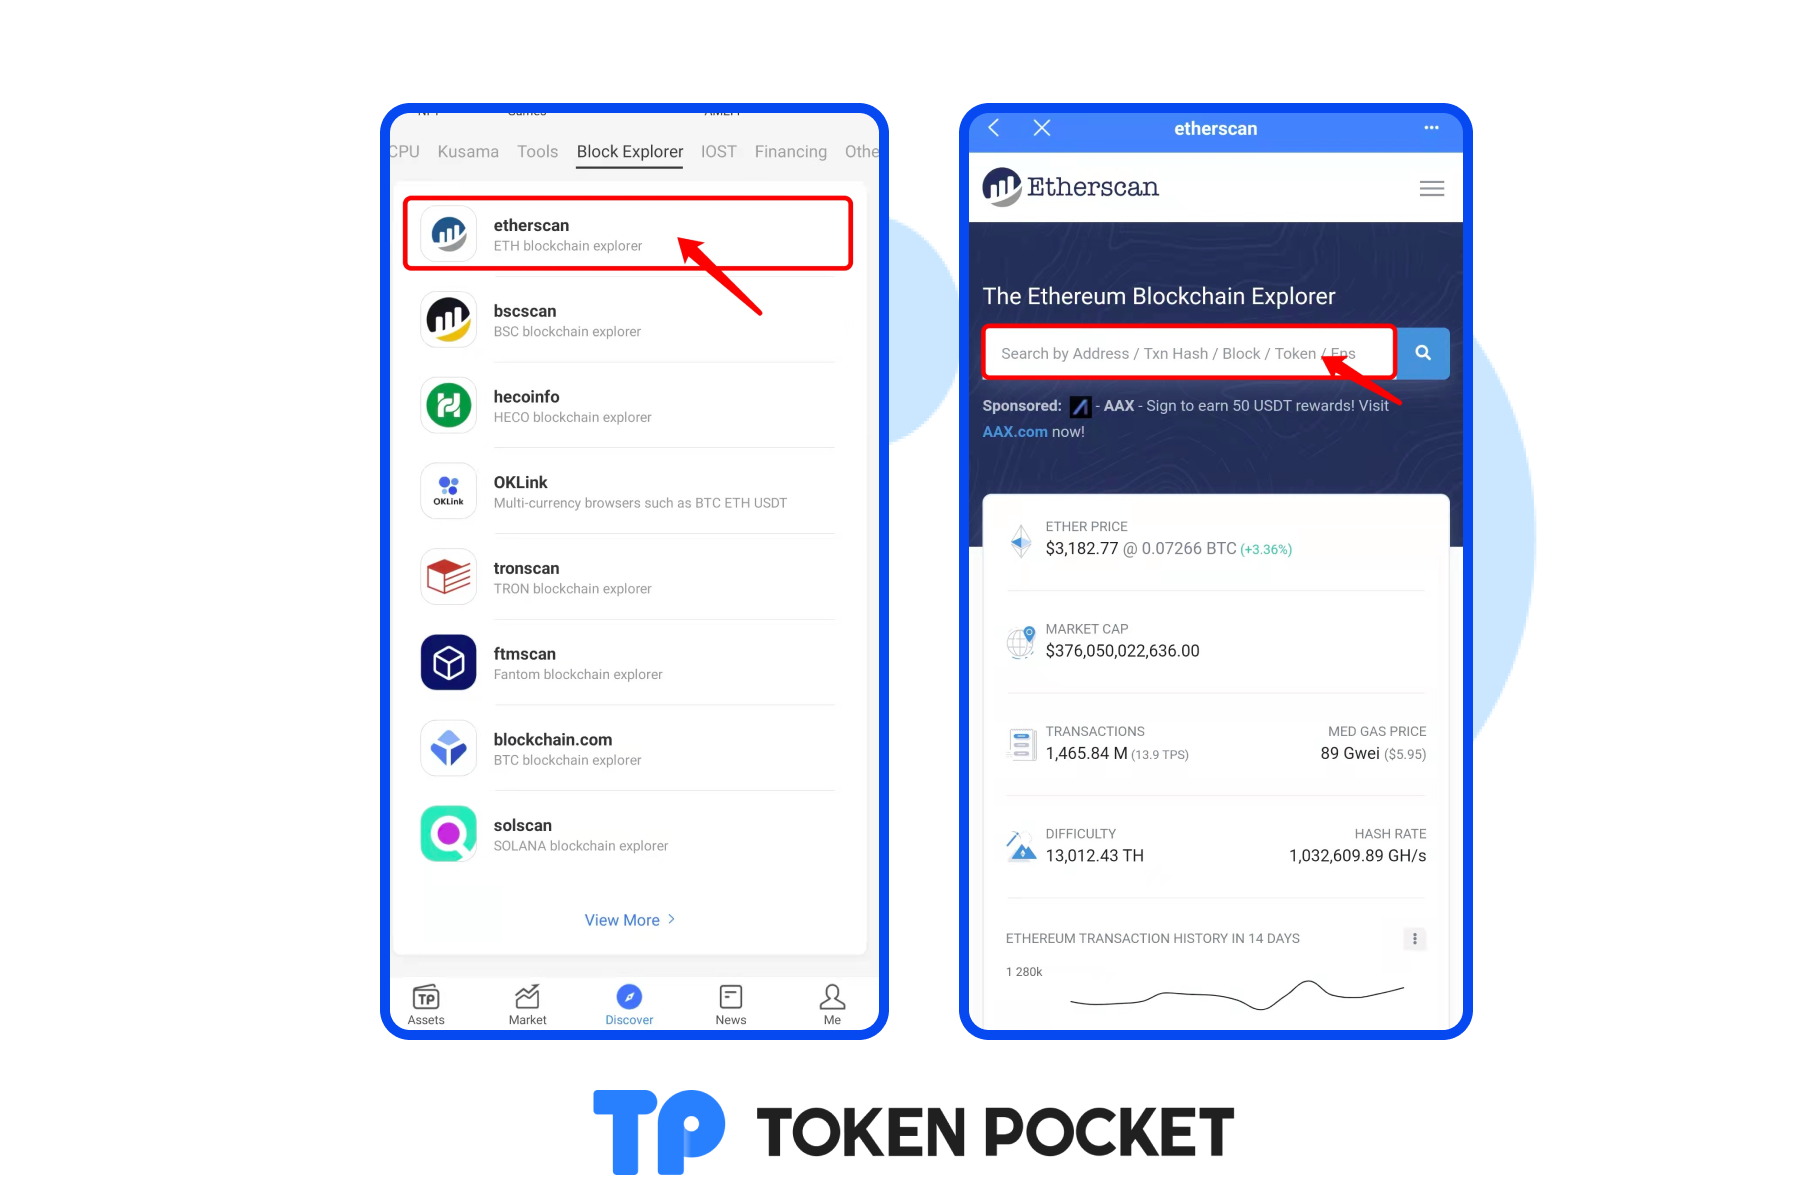 CPU Kusama Tools Block Explorer IOST Financing Othe
etherscan
ETH blockchain explorer
bscscan
BSC blockchain explorer
hecoinfo
HECO blockchain explorer
OKLink
OKLink
Multi-currency browsers such as BTC ETH USDT
tronscan
TRON blockchain explorer
ftmscan
Fantom blockchain explorer
blockchain.com
BTC blockchain explorer
solscan
SOLANA blockchain explorer
View More
TP
Assets Market Discover News Me
etherscan
Etherscan
The Ethereum Blockchain Explorer
Search by Address / Txn Hash / Block / Token / Ens
Sponsored: - AAX - Sign to earn 50 USDT rewards! Visit
AAX.com now!
ETHER PRICE
$3,182.77 @ 0.07266 BTC (+3.36%)
MARKET CAP
$376,050,022,636.00
TRANSACTIONS MED GAS PRICE
1,465.84 M (13.9 TPS) 89 Gwei ($5.95)
DIFFICULTY HASH RATE
13,012.43 TH 1,032,609.89 GH/s
ETHEREUM TRANSACTION HISTORY IN 14 DAYS
1 280k
TP TOKEN POCKET